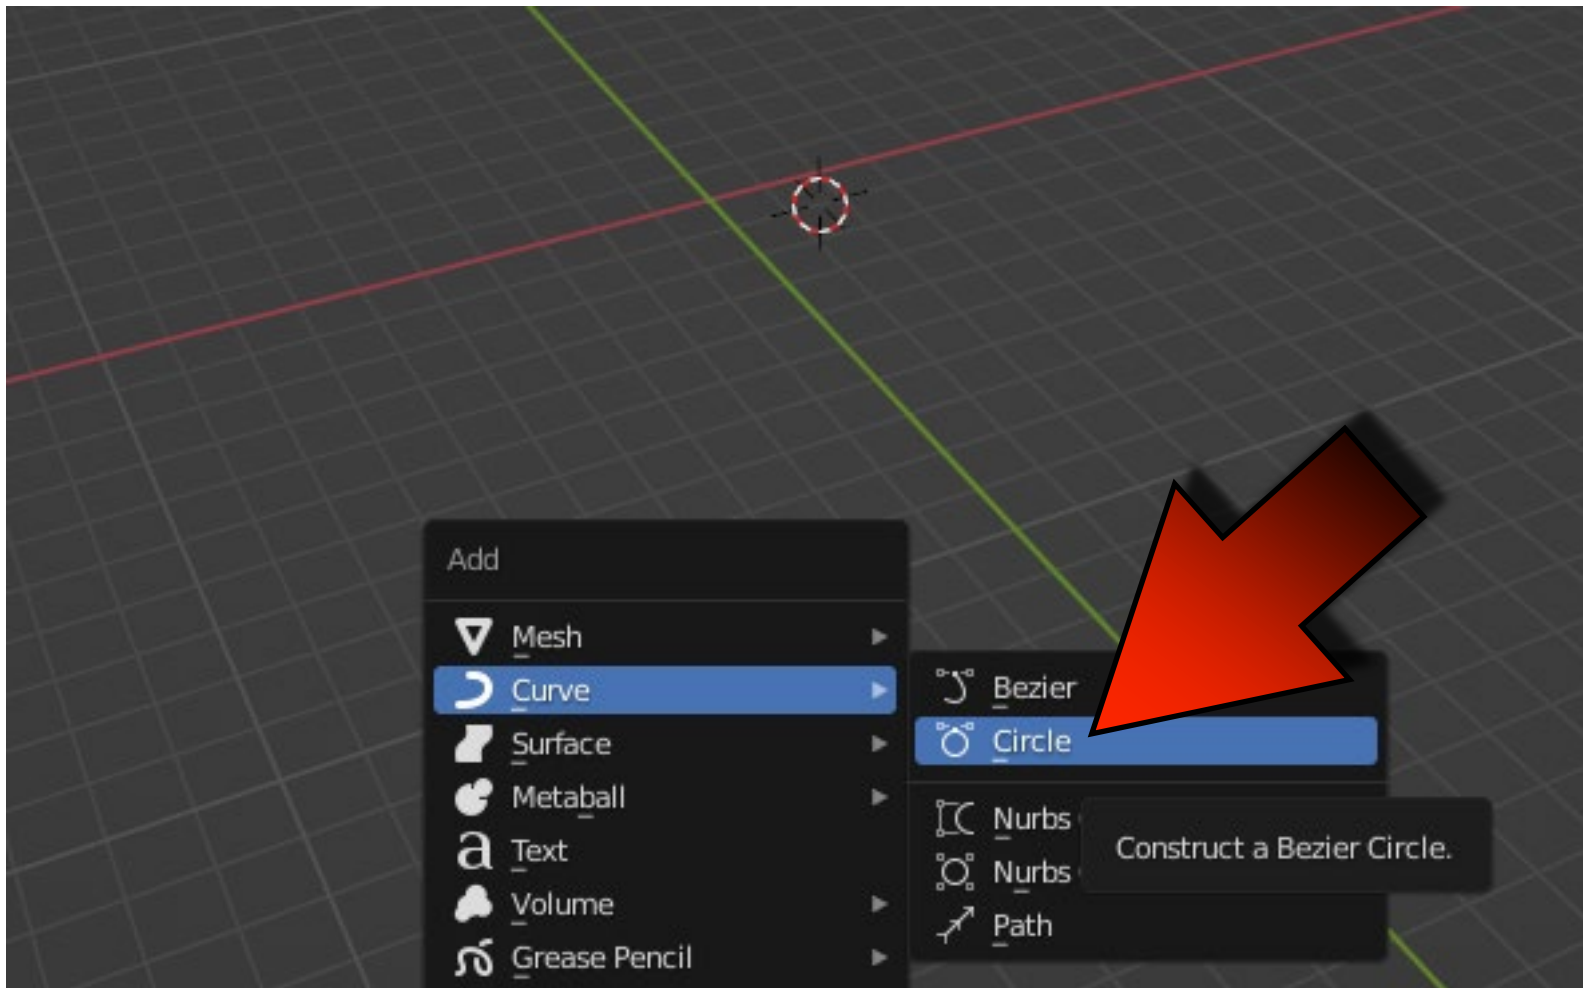 Add
Mesh
Curve
Surface
Metaball
Text
Volume
Grease Pencil
Bezier
Circle
Nurbs
Nurbs
Path
Construct a Bezier Circle.